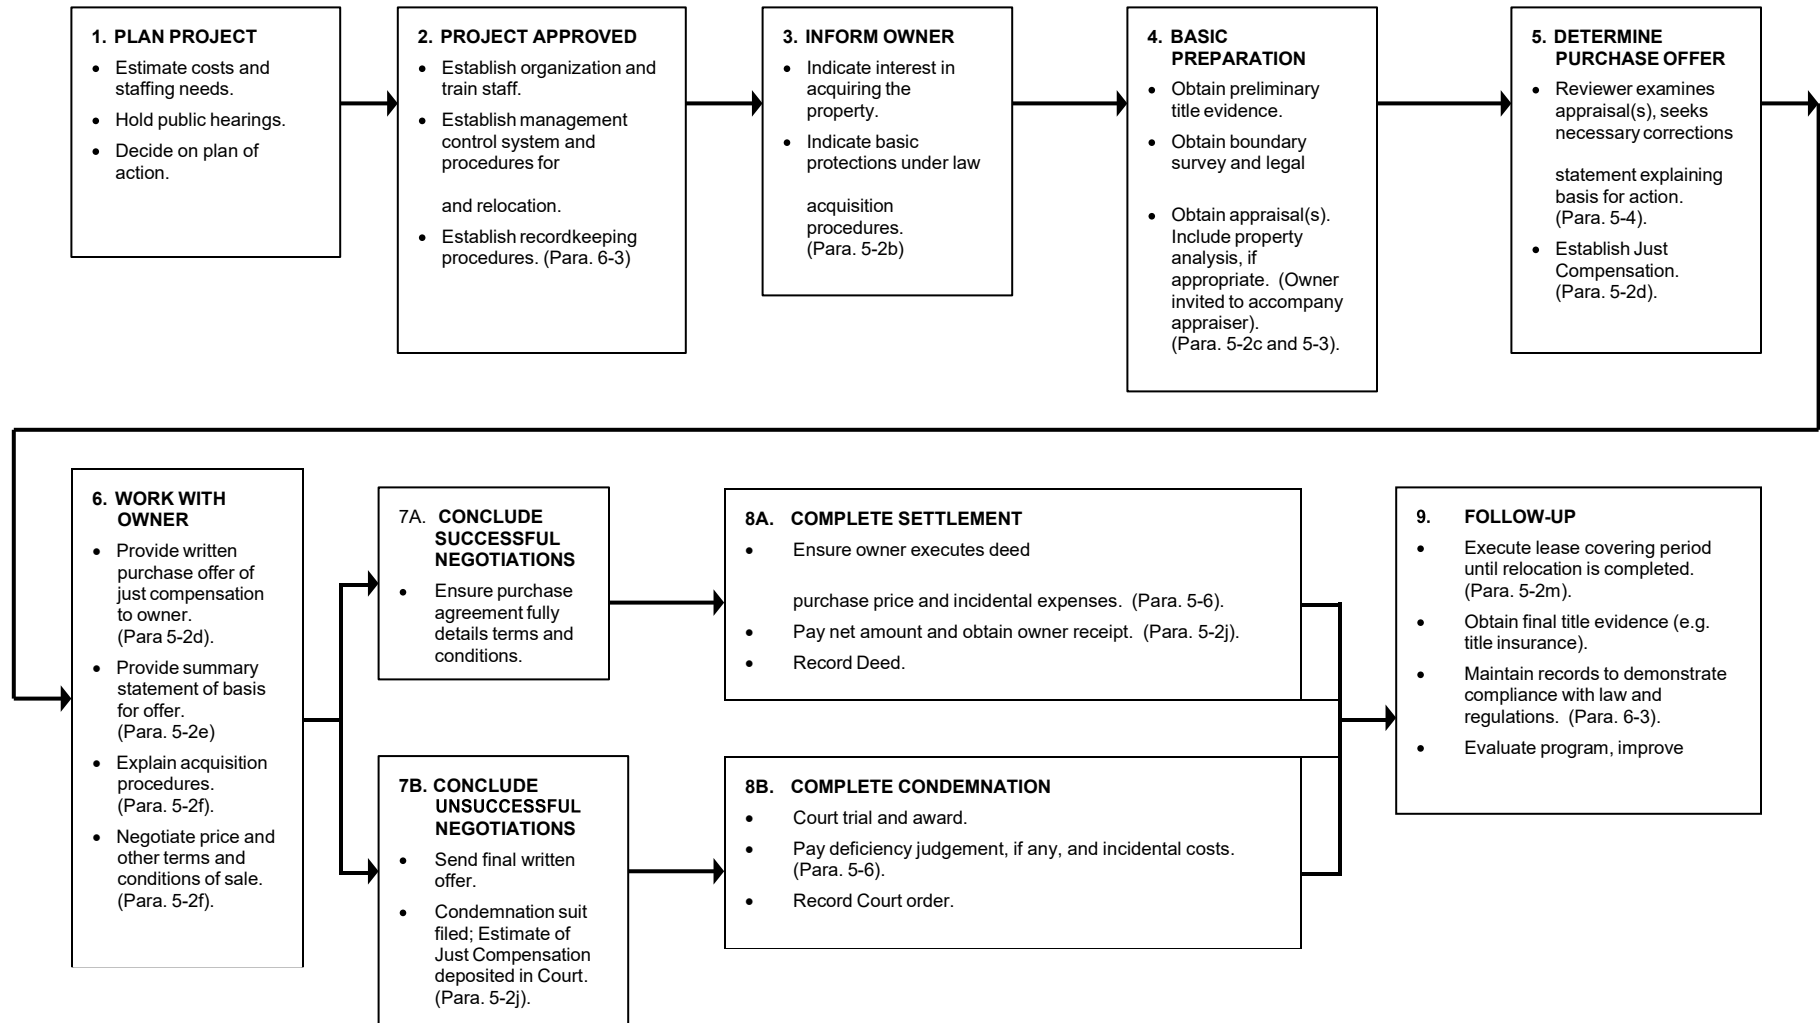 1. PLAN PROJECT
• Estimate costs and
staffing needs.
• Hold public hearings.
• Decide on plan of
action.
2. PROJECT APPROVED
• Establish organization and
train staff.
• Establish management
control system and
procedures for
and relocation.
• Establish recordkeeping
procedures. (Para. 6-3)
3. INFORM OWNER
• Indicate interest in
acquiring the
property.
• Indicate basic
protections under law
acquisition
procedures.
(Para. 5-2b)
4. BASIC
PREPARATION
• Obtain preliminary
title evidence.
• Obtain boundary
survey and legal
• Obtain appraisal(s).
Include property
analysis, if
appropriate. (Owner
invited to accompany
appraiser).
(Para. 5-2c and 5-3).
5. DETERMINE
PURCHASE OFFER
• Reviewer examines
appraisal(s), seeks
necessary corrections
statement explaining
basis for action.
(Para. 5-4).
• Establish Just
Compensation.
(Para. 5-2d).
6. WORK WITH
OWNER
• Provide written
purchase offer of
just compensation
to owner.
(Para 5-2d).
• Provide summary
statement of basis
for offer.
(Para. 5-2e)
• Explain acquisition
procedures.
(Para. 5-2f).
• Negotiate price and
other terms and
conditions of sale.
(Para. 5-2f).
7A. CONCLUDE
SUCCESSFUL
NEGOTIATIONS
• Ensure purchase
agreement fully
details terms and
conditions.
7B. CONCLUDE
UNSUCCESSFUL
NEGOTIATIONS
• Send final written
offer.
• Condemnation suit
filed; Estimate of
Just Compensation
deposited in Court.
(Para. 5-2j).
8A. COMPLETE SETTLEMENT
• Ensure owner executes deed
purchase price and incidental expenses. (Para. 5-6).
• Pay net amount and obtain owner receipt. (Para. 5-2j).
• Record Deed.
8B. COMPLETE CONDEMNATION
• Court trial and award.
• Pay deficiency judgement, if any, and incidental costs.
(Para. 5-6).
• Record Court order.
9. FOLLOW-UP
• Execute lease covering period
until relocation is completed.
(Para. 5-2m).
• Obtain final title evidence (e.g.
title insurance).
• Maintain records to demonstrate
compliance with law and
regulations. (Para. 6-3).
• Evaluate program, improve